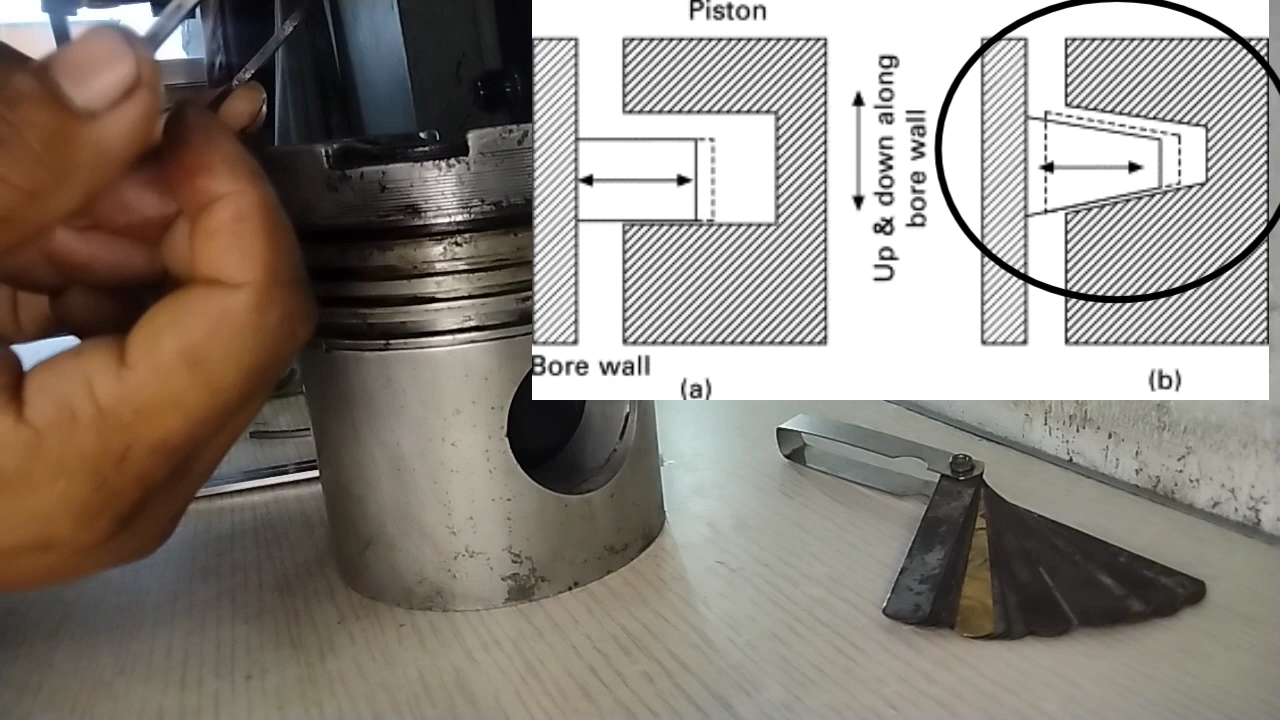 Piston
Up & down along
bore wall
Bore wall
(a)
(b)